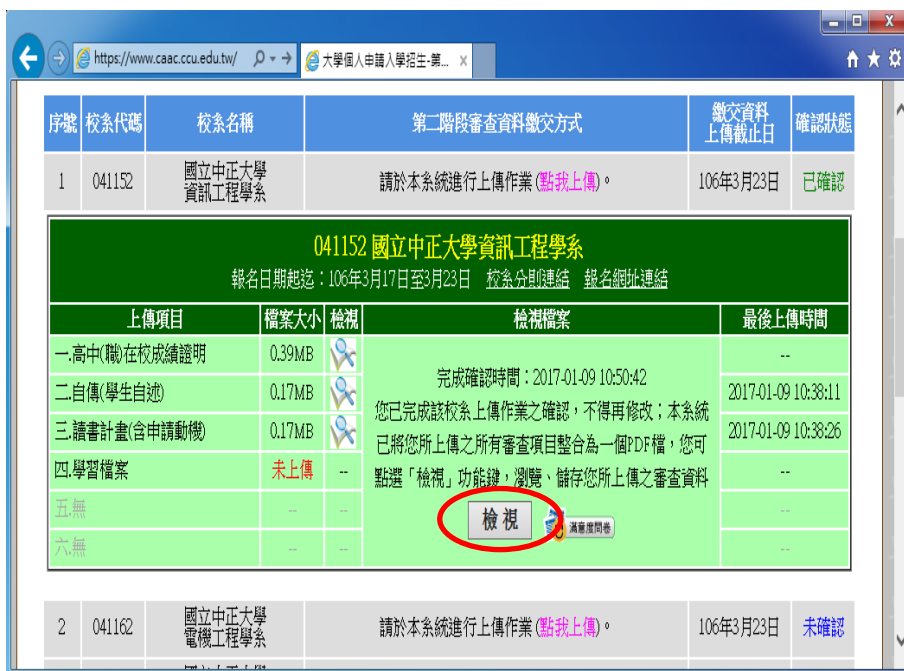 https://www.caac.ccu.edu.tw/
大學個人申請入學招生-第...
序號 校系代碼 校系名稱 第二階段審查資料繳交方式 繳交資料 上傳截止日 確認狀態
1 041152 國立中正大學 資訊工程學系 請於本系統進行上傳作業(點我上傳)。 106年3月23日 已確認
041152 國立中正大學資訊工程學系
報名日期起迄：106年3月17日至3月23日 校系分則連結 報名網址連結
上傳項目 檔案大小 檢視 檢視檔案 最後上傳時間
一.高中(職)在校成績證明 0.39MB --
二.自傳(學生自述) 0.17MB 2017-01-09 10:38:11
三.讀書計畫(含申請動機) 0.17MB 2017-01-09 10:38:26
四.學習檔案 未上傳 -- --
五.無 -- -- --
六.無 -- -- --
完成確認時間：2017-01-09 10:50:42
您已完成該校系上傳作業之確認，不得再修改；本系統
已將您所上傳之所有審查項目整合為一個PDF檔，您可
點選「檢視」功能鍵，瀏覽、儲存您所上傳之審查資料
檢視 滿意度問卷
2 041162 國立中正大學 電機工程學系 請於本系統進行上傳作業(點我上傳)。 106年3月23日 未確認